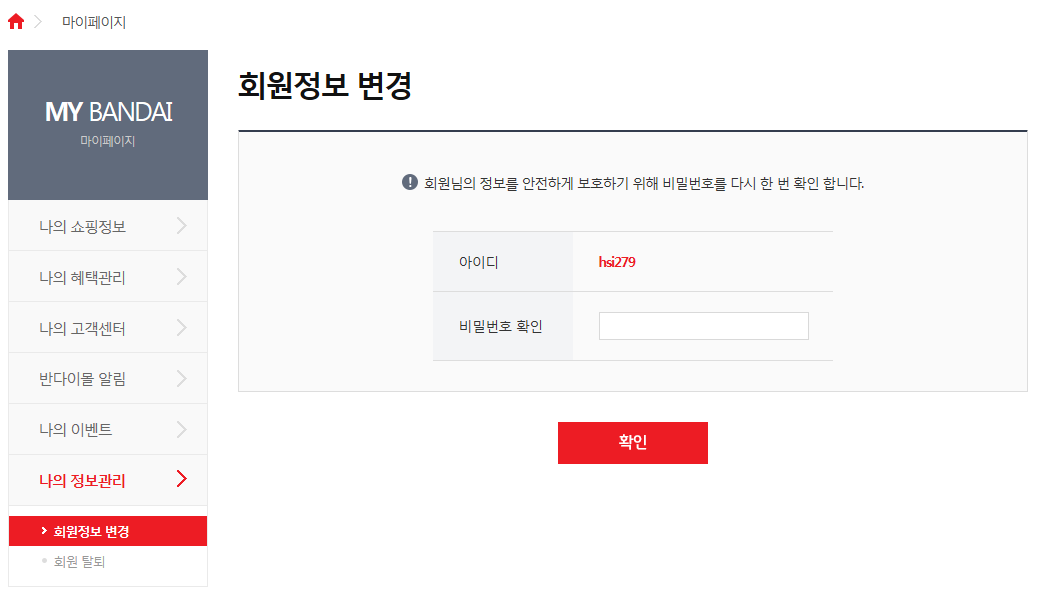 마이페이지
MY BANDAI
마이페이지
나의 쇼핑정보
나의 혜택관리
나의 고객센터
반다이몰 알림
나의 이벤트
나의 정보관리
회원정보 변경
회원 탈퇴
회원정보 변경
회원님의 정보를 안전하게 보호하기 위해 비밀번호를 다시 한 번 확인 합니다.
아이디 hsi279
비밀번호 확인
확인